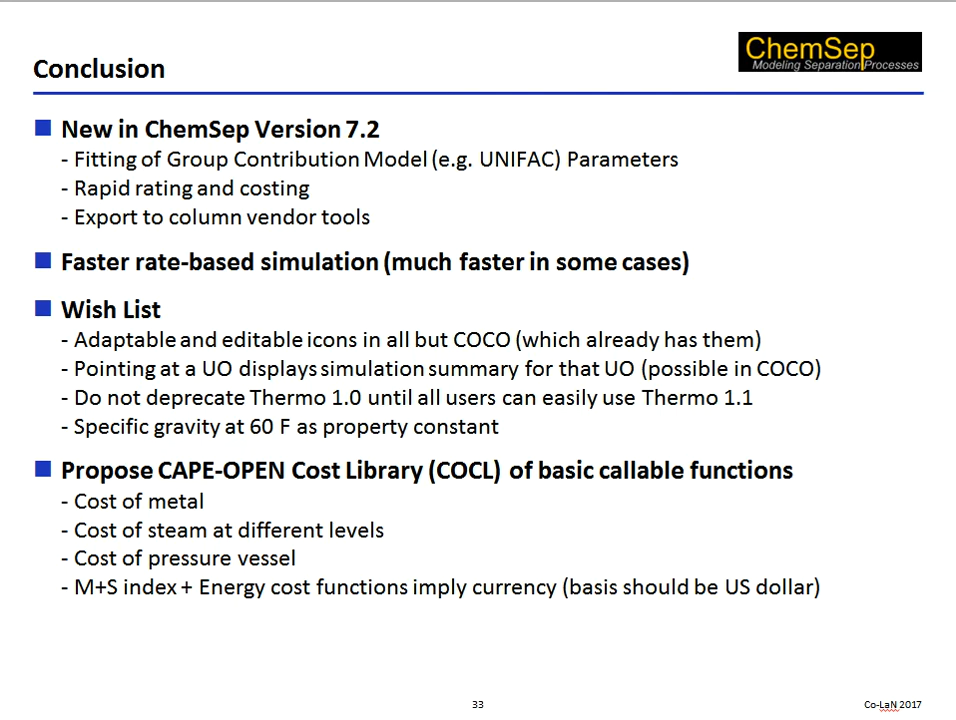 ChemSep
Modeling Separation Processes
Conclusion
New in ChemSep Version 7.2
- Fitting of Group Contribution Model (e.g. UNIFAC) Parameters
- Rapid rating and costing
- Export to column vendor tools
Faster rate-based simulation (much faster in some cases)
Wish List
- Adaptable and editable icons in all but COCO (which already has them)
- Pointing at a UO displays simulation summary for that UO (possible in COCO)
- Do not deprecate Thermo 1.0 until all users can easily use Thermo 1.1
- Specific gravity at 60 F as property constant
Propose CAPE-OPEN Cost Library (COCL) of basic callable functions
- Cost of metal
- Cost of steam at different levels
- Cost of pressure vessel
- M+S index + Energy cost functions imply currency (basis should be US dollar)
33
Co-LaN 2017